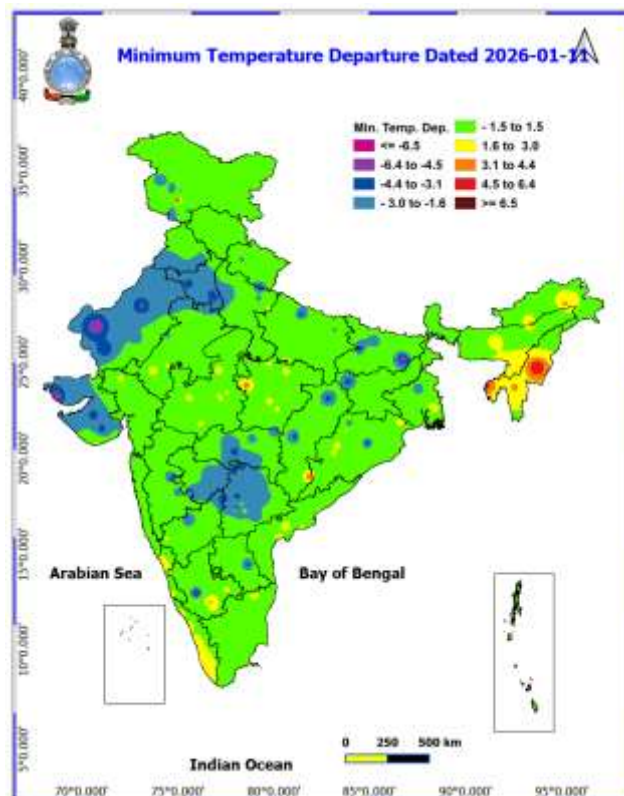 Minimum Temperature Departure Dated 2026-01-11
Min. Temp. Dep.
<= -6.5
-6.4 to -4.5
-4.4 to -3.1
- 3.0 to -1.6
- 1.5 to 1.5
1.6 to 3.0
3.1 to 4.4
4.5 to 6.4
>= 6.5
40°0.000'
35°0.000'
30°0.000'
25°0.000'
20°0.000'
15°0.000'
10°0.000'
5°0.000'
Arabian Sea
Bay of Bengal
Indian Ocean
0 250 500 km
70°0.000' 75°0.000' 80°0.000' 85°0.000' 90°0.000' 95°0.000'